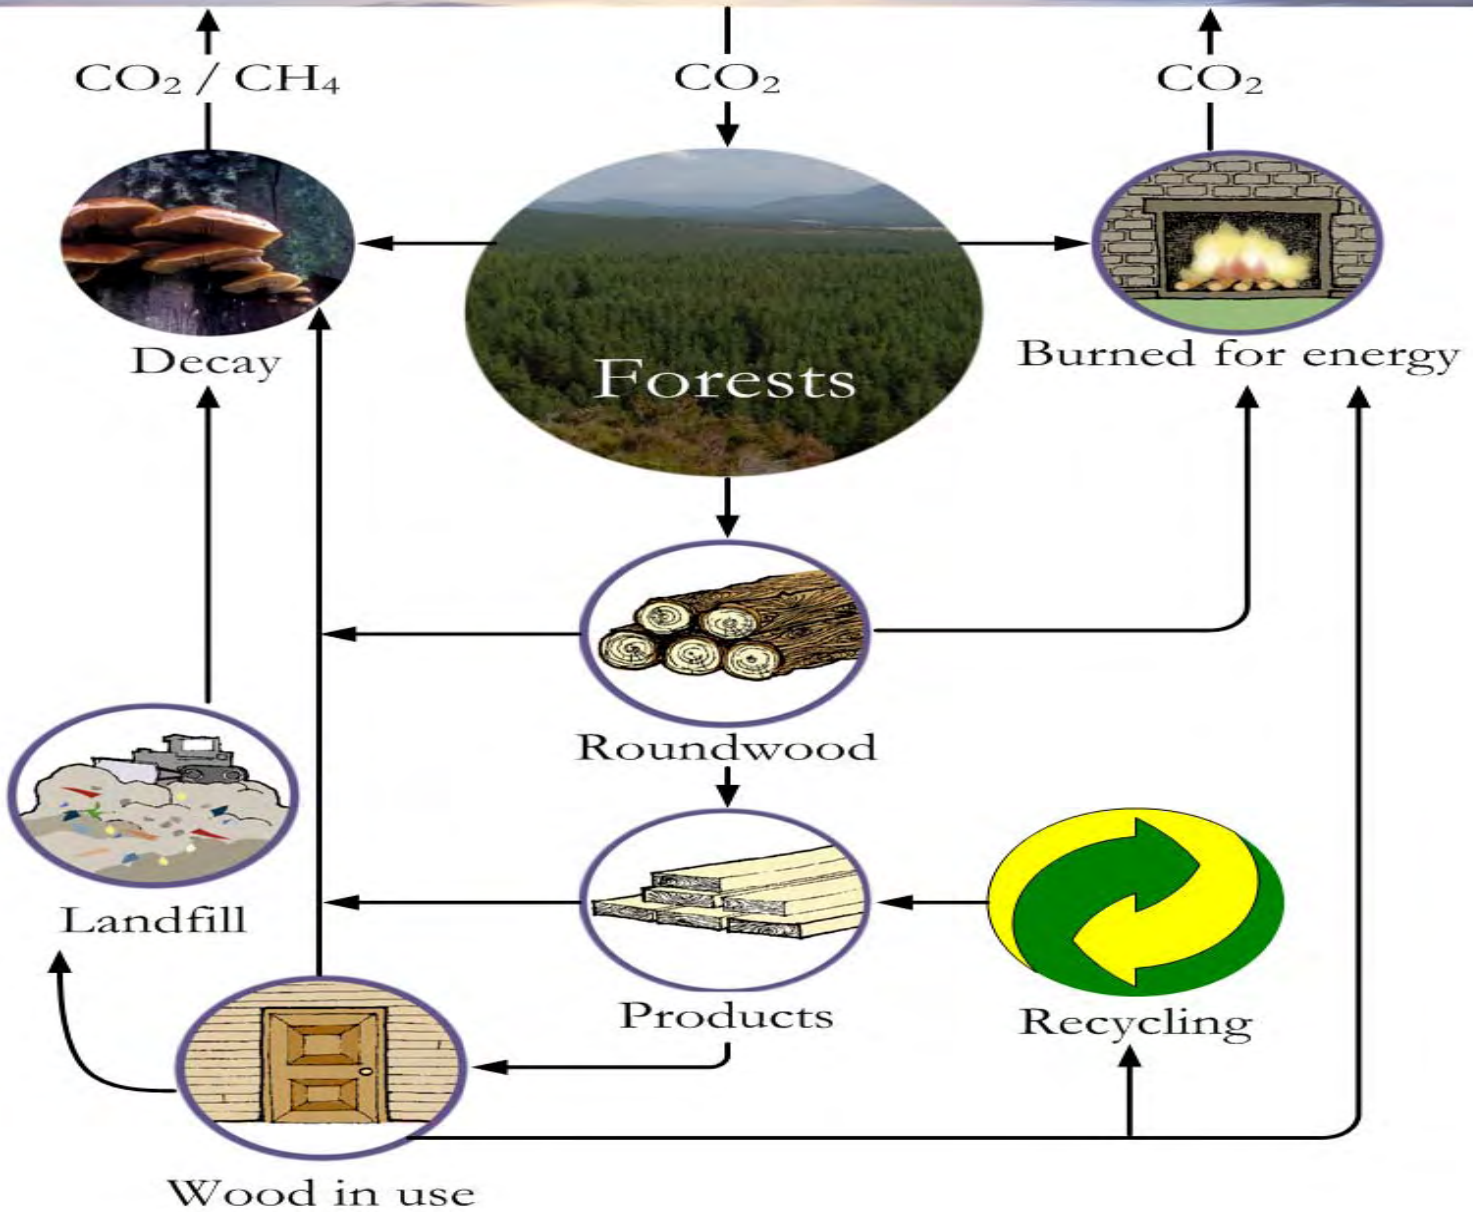 CO₂ / CH₄
CO₂
CO₂
Decay
Forests
Burned for energy
Roundwood
Landfill
Products
Recycling
Wood in use